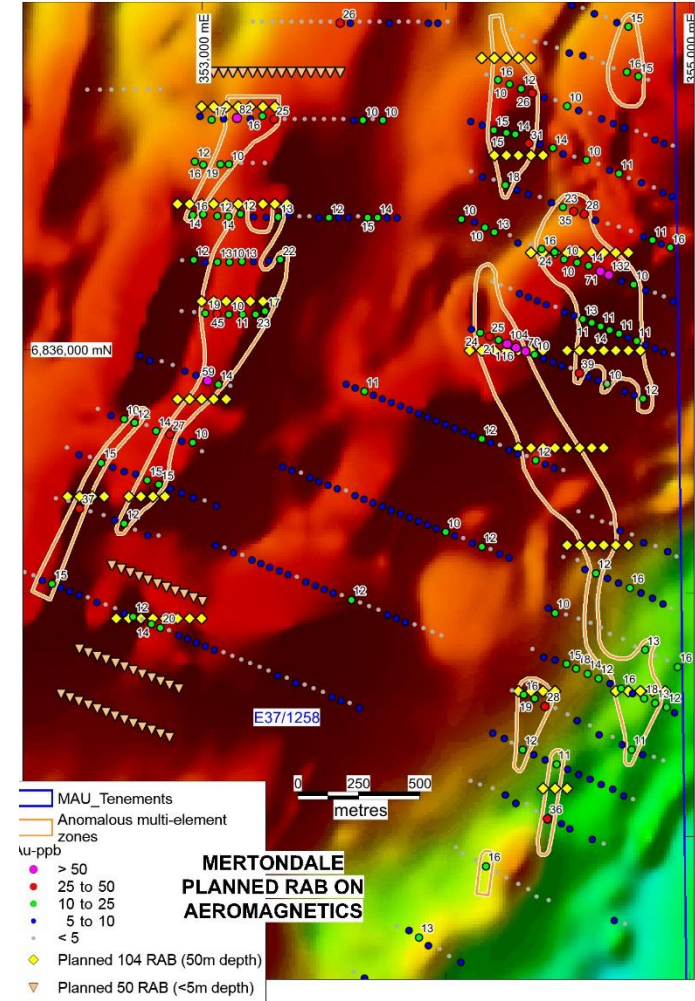 353,000 mE
355,000 mE
26
15
16 15
16 12
10 26
10
17 82 25
16
10 10
15 14 31
15
14
10
11
12
16 19 10
18
23 28
35
14 16 12 12 13
14 14
12 14
15
10
10 13
11 16
16
24 10 14 132
10 71 10
12 13 10 13 22
19 10 17
45 11 23
13 11
11 14 11 11
24 25 104 70
21 116 10
6,836,000 mN
59 14
39 10
12
11
10 12
14 27 10
12
12
15
15 15
37
12
10 12
15
12
12
16
12 20
14
10
13
16
15 18 14 12
16 18 13 12
16
19 28
12
11
11
36
16
13
E37/1258
0 250 500
metres
MAU_Tenements
Anomalous multi-element
zones
Au-ppb
> 50
25 to 50
10 to 25
5 to 10
< 5
Planned 104 RAB (50m depth)
Planned 50 RAB (<5m depth)
MERTONDALE
PLANNED RAB ON
AEROMAGNETICS